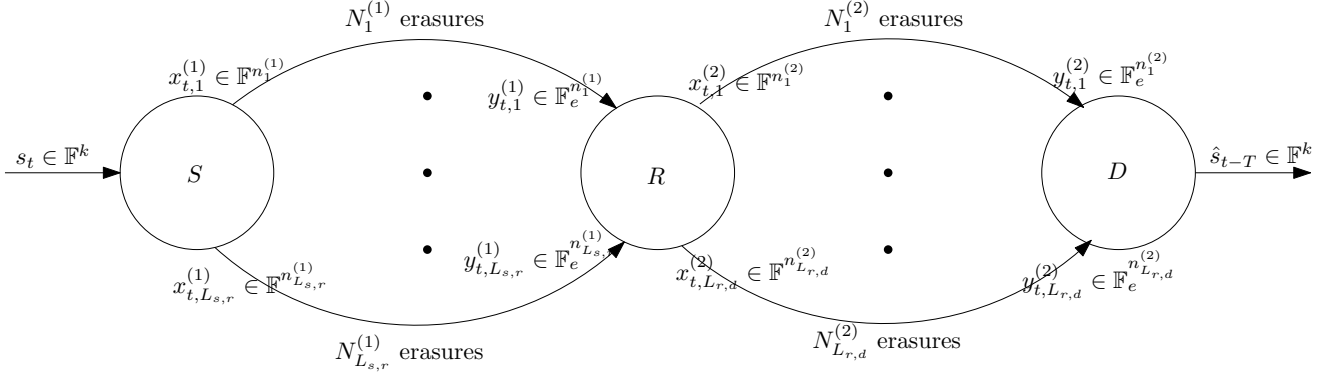 N_1^{(1)} erasures
N_1^{(2)} erasures
x_{t,1}^{(1)} ∈ 𝔽^{n_1^{(1)}}
y_{t,1}^{(1)} ∈ 𝔽_e^{n_1^{(1)}}
x_{t,1}^{(2)} ∈ 𝔽^{n_1^{(2)}}
y_{t,1}^{(2)} ∈ 𝔽_e^{n_1^{(2)}}
s_t ∈ 𝔽^k
S
R
D
ŝ_{t−T} ∈ 𝔽^k
x_{t,L_{s,r}}^{(1)} ∈ 𝔽^{n_{L_{s,r}}^{(1)}}
y_{t,L_{s,r}}^{(1)} ∈ 𝔽_e^{n_{L_{s,r}}^{(1)}}
x_{t,L_{r,d}}^{(2)} ∈ 𝔽^{n_{L_{r,d}}^{(2)}}
y_{t,L_{r,d}}^{(2)} ∈ 𝔽_e^{n_{L_{r,d}}^{(2)}}
N_{L_{s,r}}^{(1)} erasures
N_{L_{r,d}}^{(2)} erasures